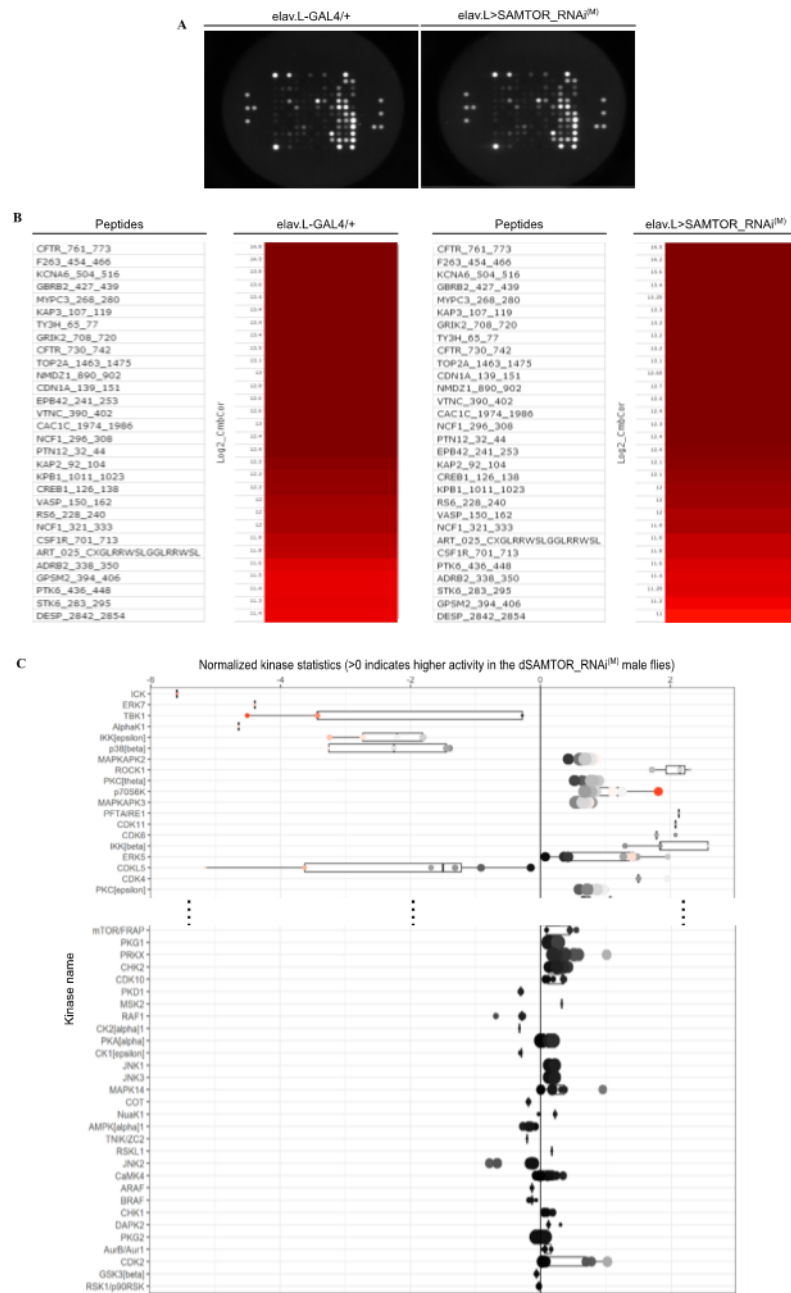 elav.L-GAL4/+
elav.L>SAMTOR_RNAi(M)
A
B
Peptides
elav.L-GAL4/+
Peptides
elav.L>SAMTOR_RNAi(M)
CFTR_761_773
F263_454_466
KCNA6_504_516
GBRB2_427_439
MYPC3_268_280
KAP3_107_119
TY3H_65_77
GRIK2_708_720
CFTR_730_742
TOP2A_1463_1475
NMDZ1_890_902
CDN1A_139_151
EPB42_241_253
VTNC_390_402
CAC1C_1974_1986
NCF1_296_308
PTN12_32_44
KAP2_92_104
KPB1_1011_1023
CREB1_126_138
VASP_150_162
RS6_228_240
NCF1_321_333
CSF1R_701_713
ART_025_CXGLRRWSLGGLRRWSL
ADRB2_338_350
GPSM2_394_406
PTK6_436_448
STK6_283_295
DESP_2842_2854
Log2_CmbCor
CFTR_761_773
F263_454_466
KCNA6_504_516
GBRB2_427_439
MYPC3_268_280
KAP3_107_119
GRIK2_708_720
TY3H_65_77
CFTR_730_742
TOP2A_1463_1475
CDN1A_139_151
NMDZ1_890_902
VTNC_390_402
CAC1C_1974_1986
NCF1_296_308
PTN12_32_44
EPB42_241_253
KAP2_92_104
CREB1_126_138
KPB1_1011_1023
RS6_228_240
VASP_150_162
NCF1_321_333
ART_025_CXGLRRWSLGGLRRWSL
CSF1R_701_713
PTK6_436_448
ADRB2_338_350
STK6_283_295
GPSM2_394_406
DESP_2842_2854
Log2_CmbCor
C
Normalized kinase statistics (>0 indicates higher activity in the dSAMTOR_RNAi(M) male flies)
-6 -4 -2 0 2
Kinase name
ICK
ERK7
TBK1
AlphaK1
IKK[epsilon]
p38[beta]
MAPKAPK2
ROCK1
PKC[theta]
p70S6K
MAPKAPK3
PFTAIRE1
CDK11
CDK6
IKK[beta]
ERK5
CDKL5
CDK4
PKC[epsilon]
mTOR/FRAP
PKG1
PRKX
CHK2
CDK10
PKD1
MSK2
RAF1
CK2[alpha]1
PKA[alpha]
CK1[epsilon]
JNK1
JNK3
MAPK14
COT
NuaK1
AMPK[alpha]1
TNIK/ZC2
RSKL1
JNK2
CaMK4
ARAF
BRAF
CHK1
DAPK2
PKG2
AurB/Aur1
CDK2
GSK3[beta]
RSK1/p90RSK